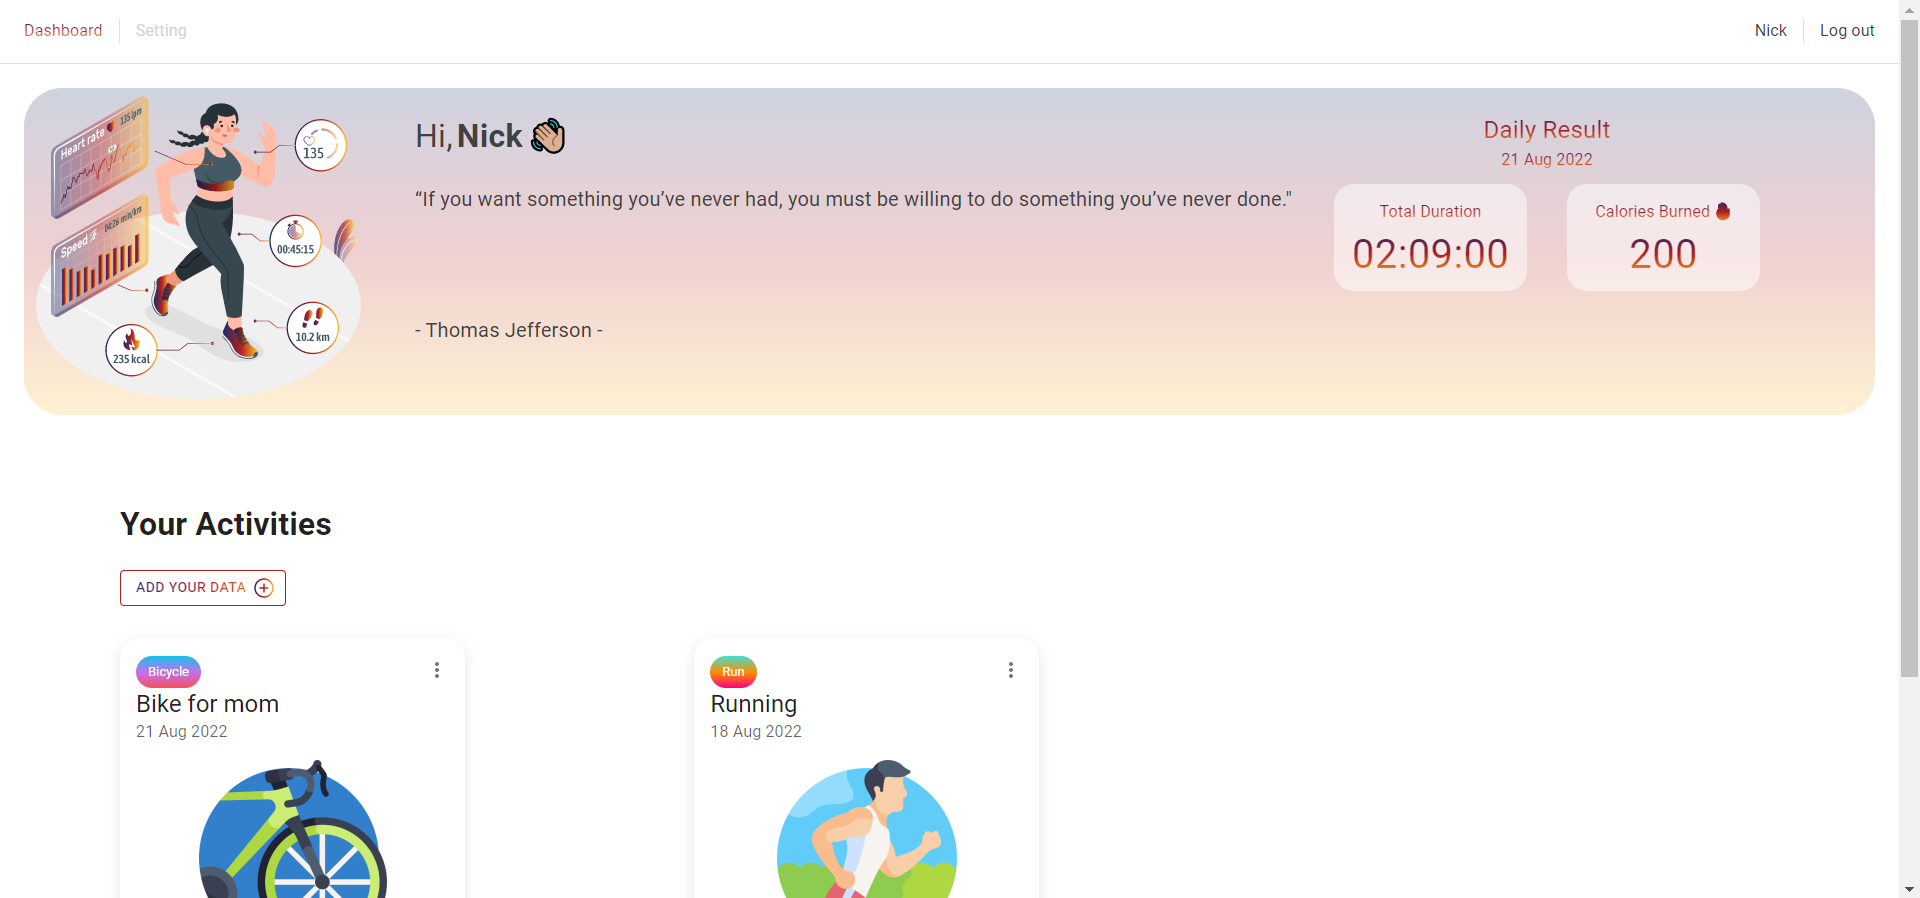 Dashboard
Setting
Nick
Log out
Heart rate
135 lpm
135
Speed
04:26 min/km
00:45:15
10.2 km
235 kcal
Hi, Nick
“If you want something you’ve never had, you must be willing to do something you’ve never done."
- Thomas Jefferson -
Daily Result
21 Aug 2022
Total Duration
02:09:00
Calories Burned
200
Your Activities
ADD YOUR DATA
Bicycle
Bike for mom
21 Aug 2022
Run
Running
18 Aug 2022